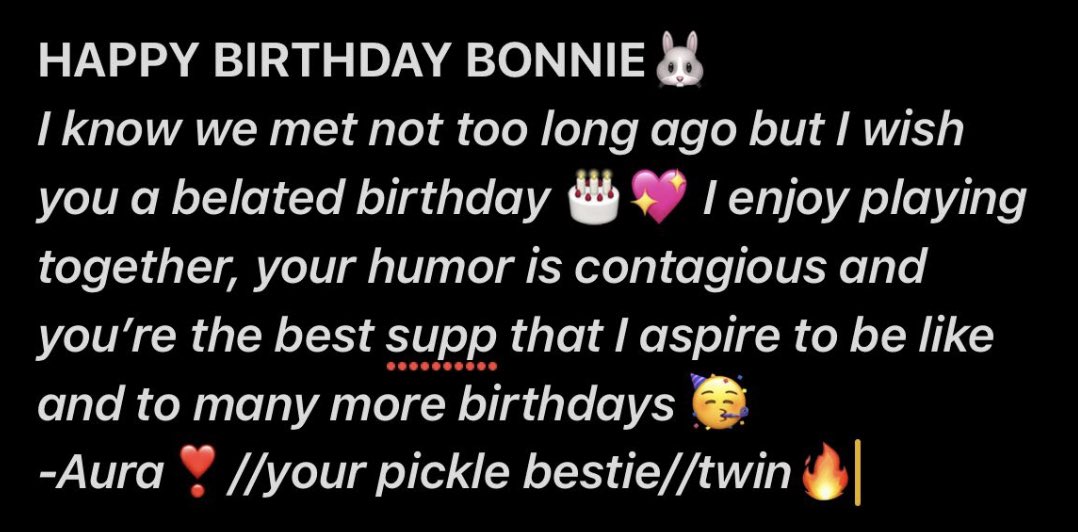 HAPPY BIRTHDAY BONNIE🐰
I know we met not too long ago but I wish
you a belated birthday 🎂💖 I enjoy playing
together, your humor is contagious and
you’re the best supp that I aspire to be like
and to many more birthdays 🥳
-Aura❣️//your pickle bestie//twin🔥